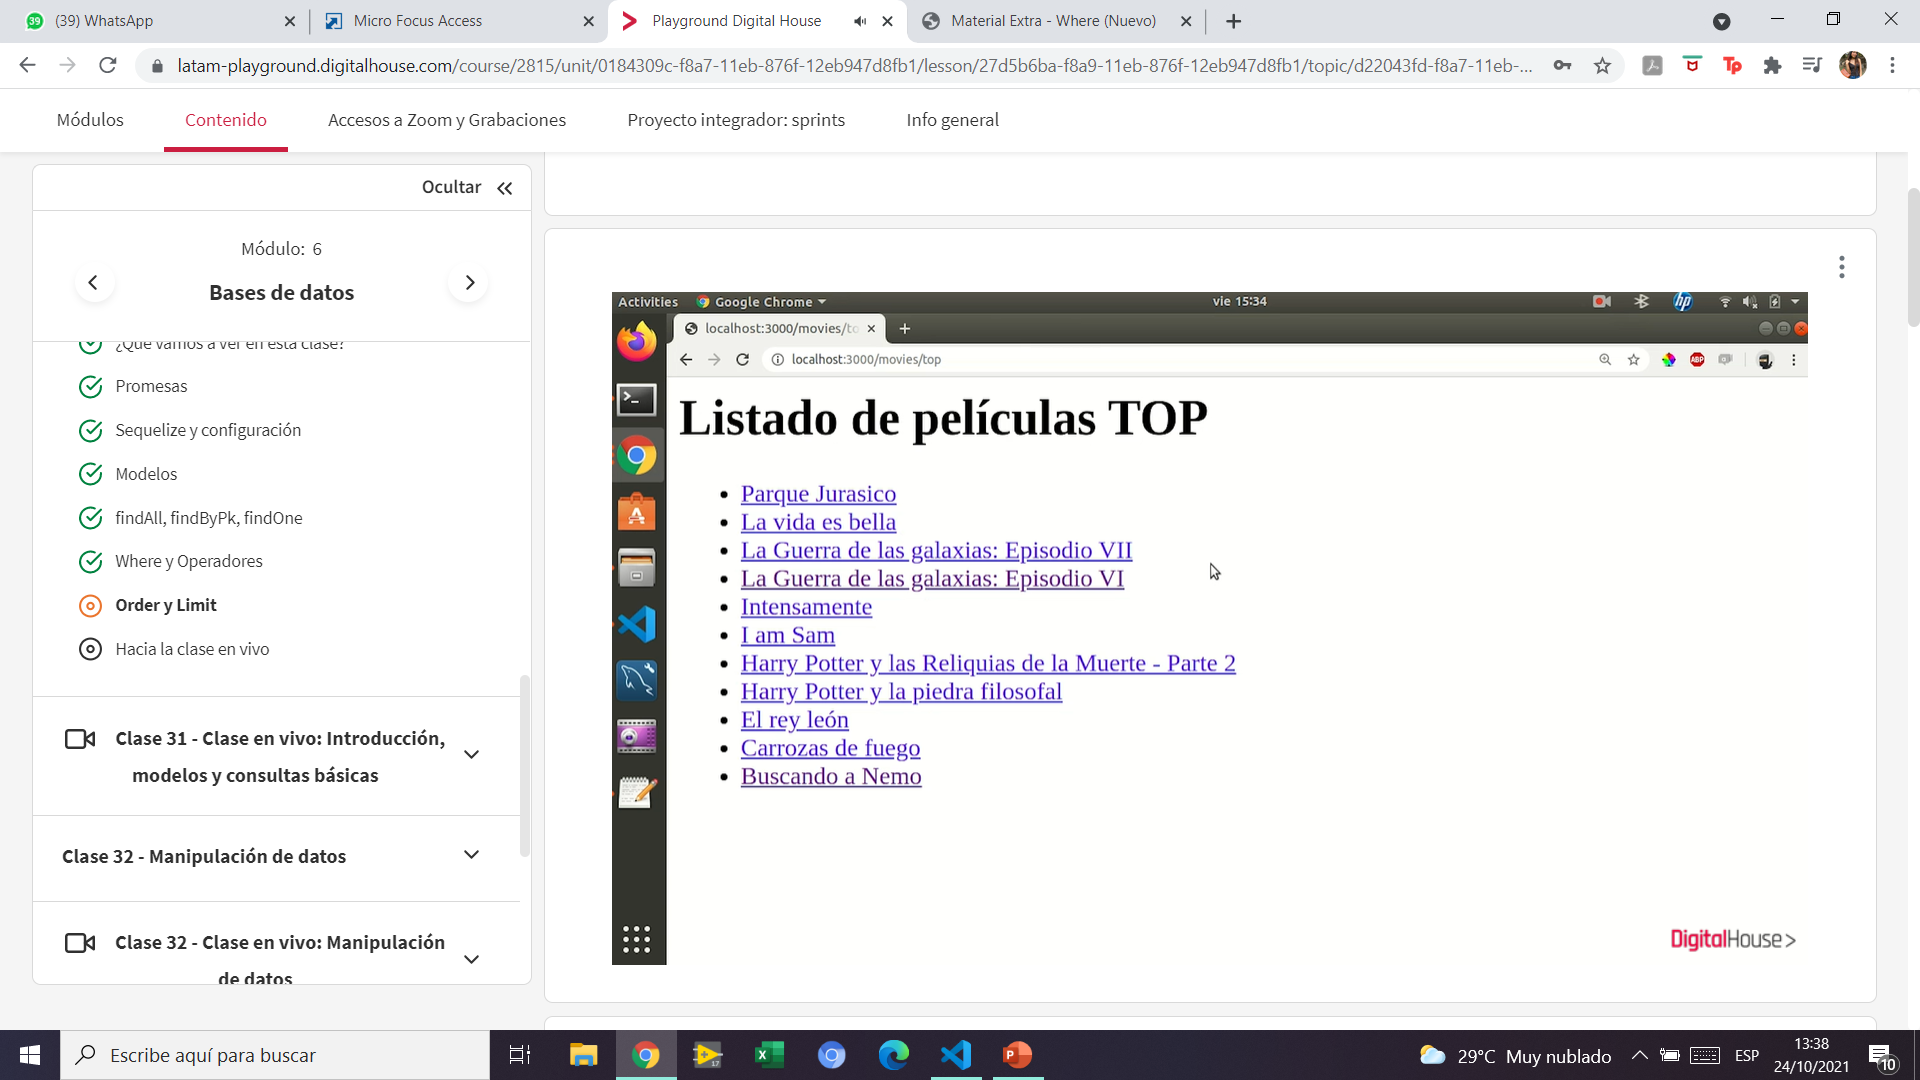 (39) WhatsApp
Micro Focus Access
Playground Digital House
Material Extra - Where (Nuevo)
latam-playground.digitalhouse.com/course/2815/unit/0184309c-f8a7-11eb-876f-12eb947d8fb1/lesson/27d5b6ba-f8a9-11eb-876f-12eb947d8fb1/topic/d22043fd-f8a7-11eb-...
Módulos
Contenido
Accesos a Zoom y Grabaciones
Proyecto integrador: sprints
Info general
Ocultar
Módulo: 6
Bases de datos
¿Qué vamos a ver en esta clase?
Promesas
Sequelize y configuración
Modelos
findAll, findByPk, findOne
Where y Operadores
Order y Limit
Hacia la clase en vivo
Clase 31 - Clase en vivo: Introducción,
modelos y consultas básicas
Clase 32 - Manipulación de datos
Clase 32 - Clase en vivo: Manipulación
de datos
Activities
Google Chrome
vie 15:34
localhost:3000/movies/to
localhost:3000/movies/top
Listado de películas TOP
Parque Jurasico
La vida es bella
La Guerra de las galaxias: Episodio VII
La Guerra de las galaxias: Episodio VI
Intensamente
I am Sam
Harry Potter y las Reliquias de la Muerte - Parte 2
Harry Potter y la piedra filosofal
El rey león
Carrozas de fuego
Buscando a Nemo
DigitalHouse>
Escribe aquí para buscar
29°C Muy nublado
ESP
13:38
24/10/2021
10